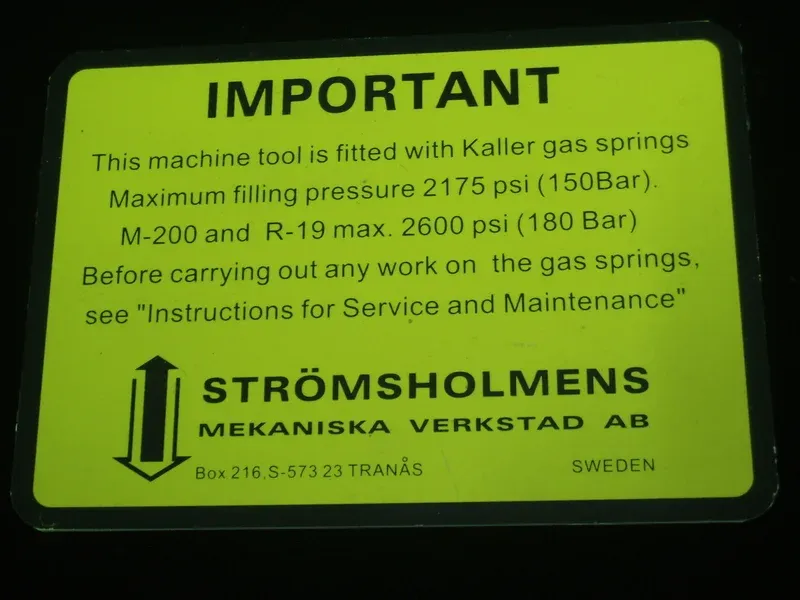 IMPORTANT
This machine tool is fitted with Kaller gas springs
Maximum filling pressure 2175 psi (150Bar).
M-200 and R-19 max. 2600 psi (180 Bar)
Before carrying out any work on the gas springs,
see "Instructions for Service and Maintenance"
STRÖMSHOLMENS
MEKANISKA VERKSTAD AB
Box 216,S-573 23 TRANÅS SWEDEN